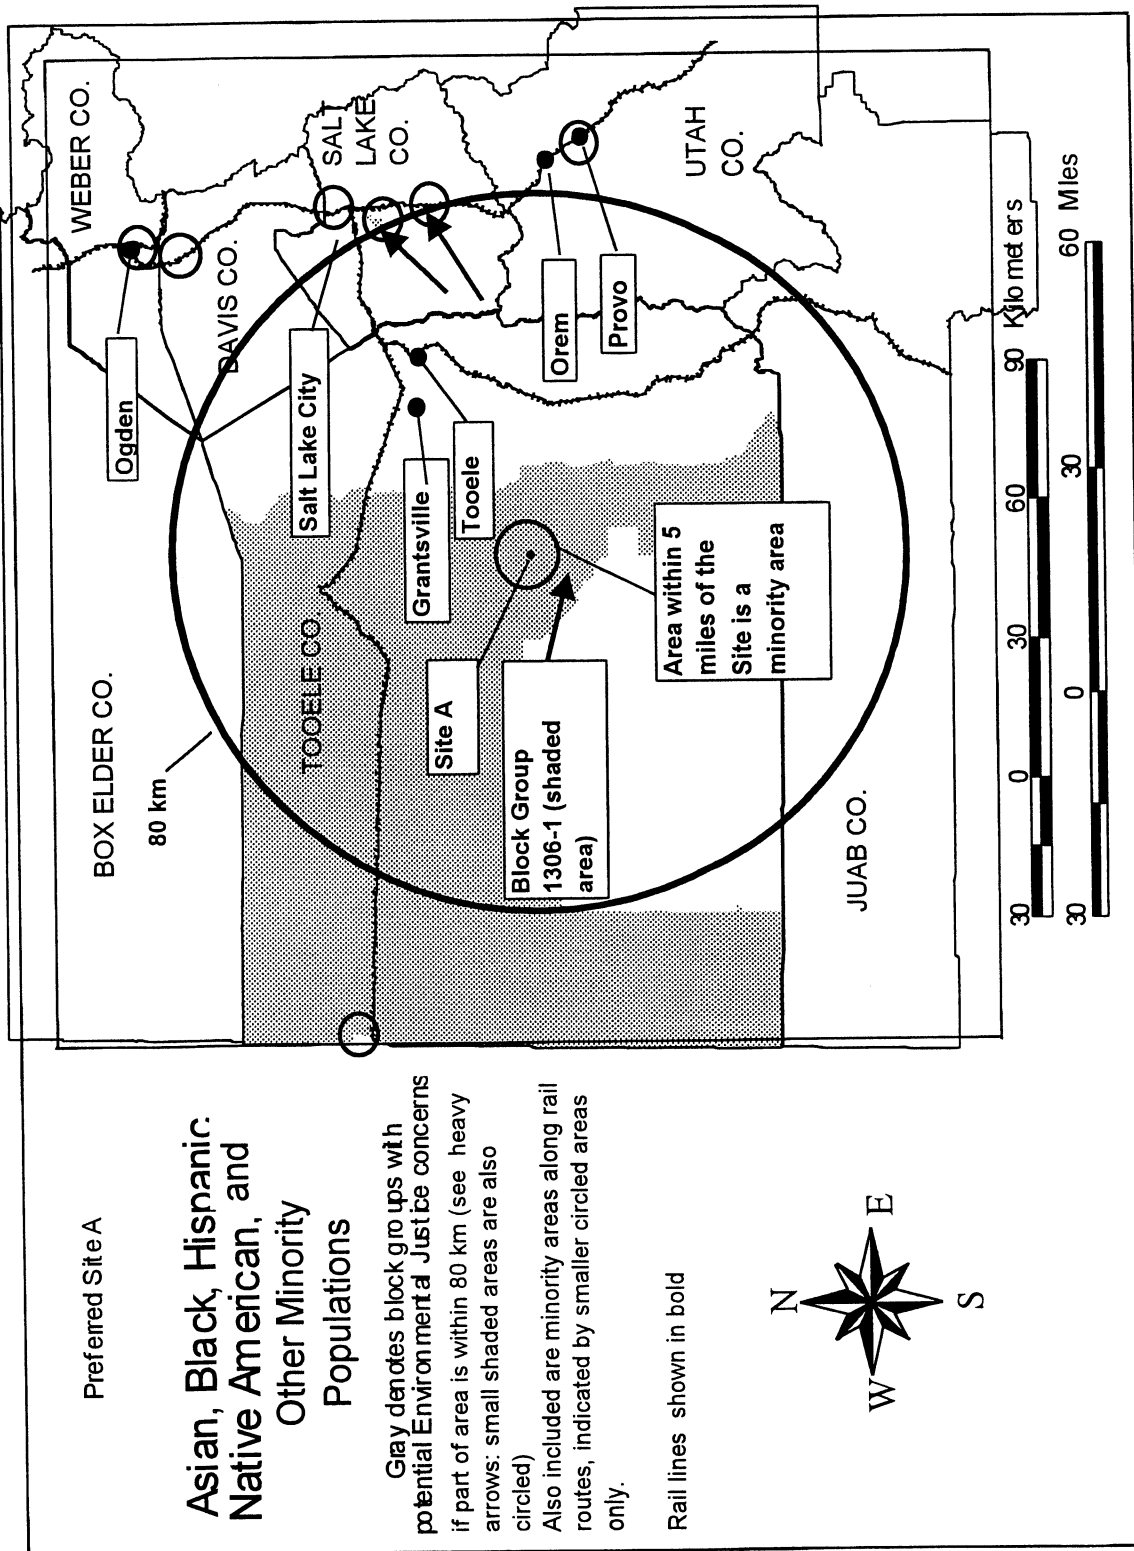 Preferred Site A
Asian, Black, Hispanic,
Native American, and
Other Minority
Populations
Gray denotes block groups with
potential Environmental Justice concerns
if part of area is within 80 km (see heavy
arrows: small shaded areas are also
circled)
Also included are minority areas along rail
routes, indicated by smaller circled areas
only.
Rail lines shown in bold
N
W
E
S
BOX ELDER CO.
80 km
WEBER CO.
Ogden
DAVIS CO.
SALT
LAKE
CO.
Salt Lake City
TOOELE CO.
Grantsville
Tooele
Site A
Block Group
1306-1 (shaded
area)
Orem
Provo
UTAH
CO.
Area within 5
miles of the
Site is a
minority area
JUAB CO.
30 0 30 60 90 Kilometers
30 0 30 60 Miles